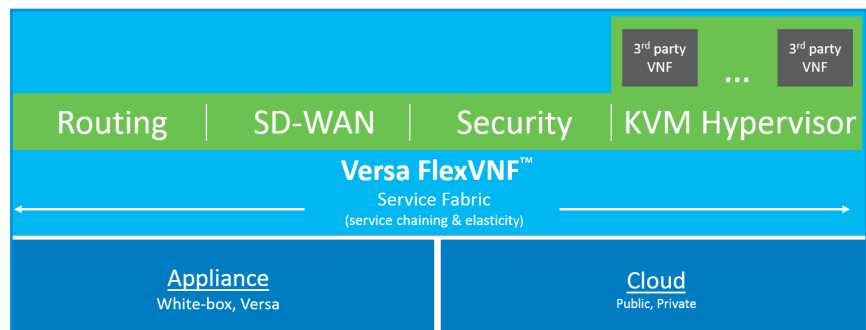 3rd party
VNF
...
3rd party
VNF
Routing
SD-WAN
Security
KVM Hypervisor
Versa FlexVNF™
Service Fabric
(service chaining & elasticity)
Appliance
White-box, Versa
Cloud
Public, Private